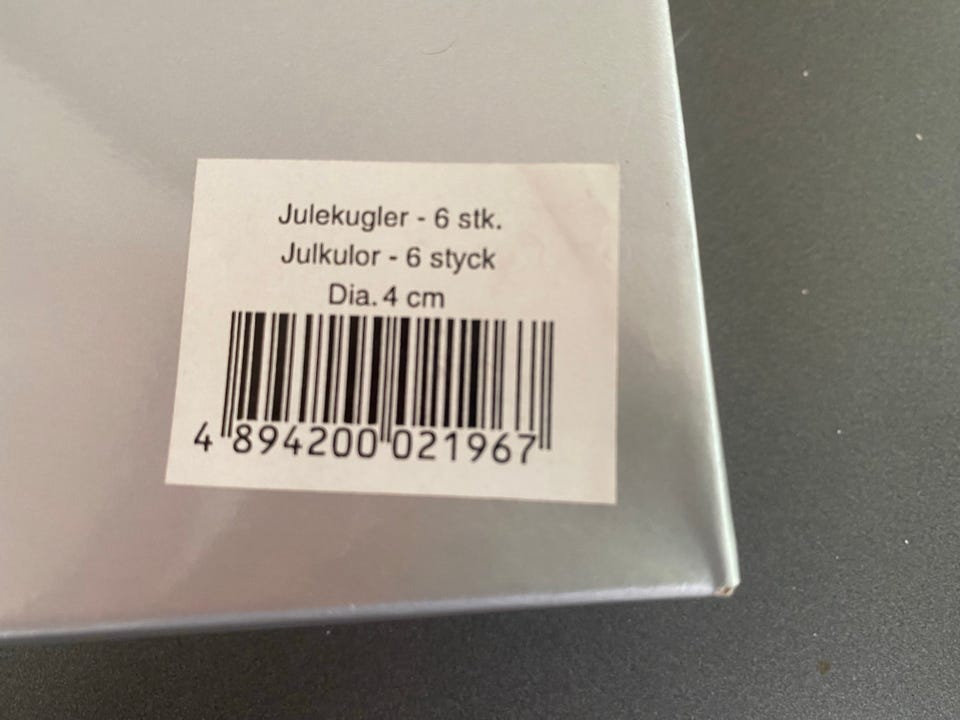 Julekugler - 6 stk.
Julkulor - 6 styck
Dia. 4 cm
4 894200 021967